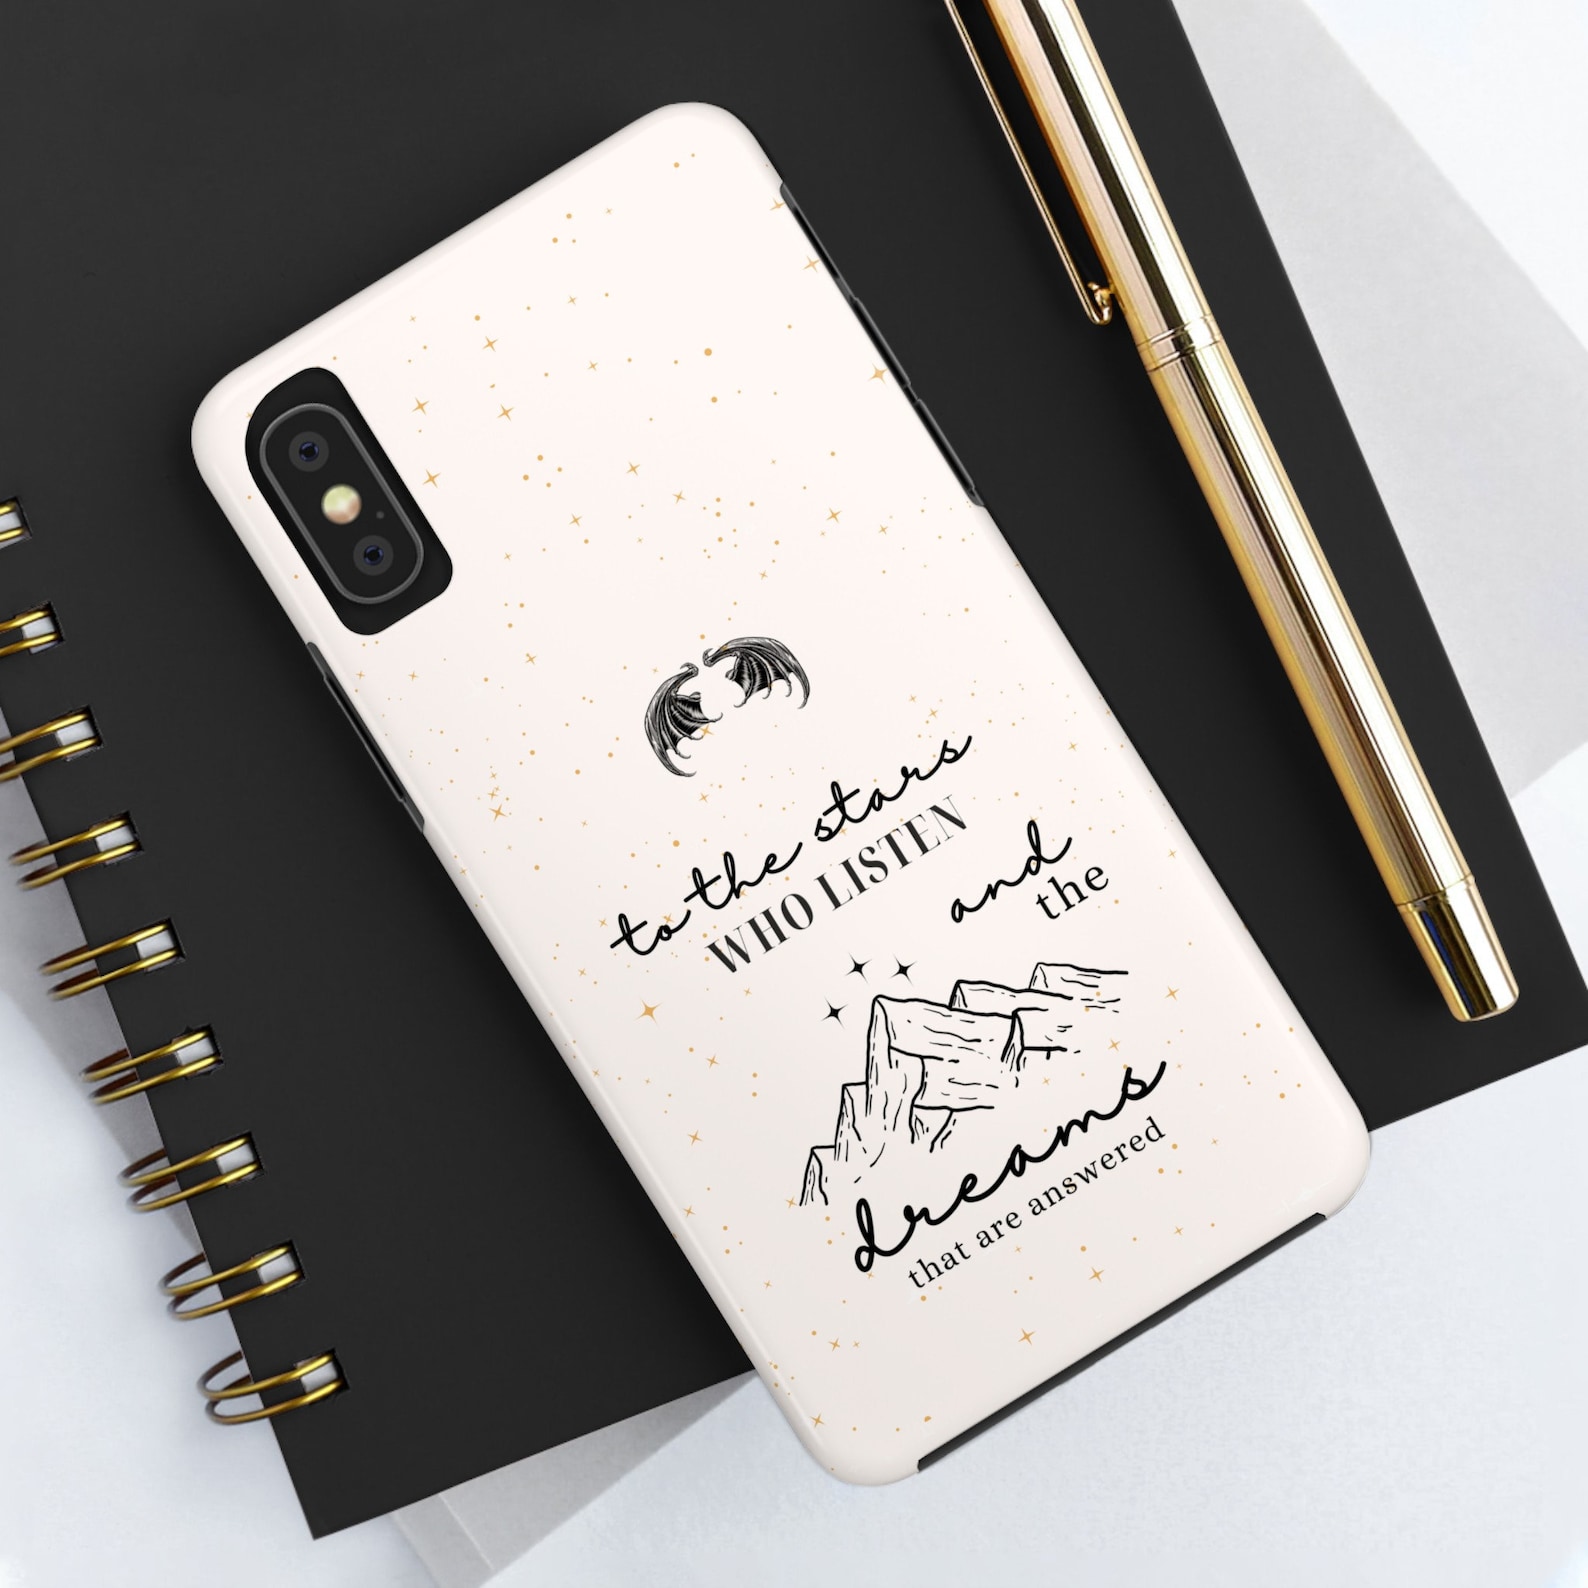 to the stars
WHO LISTEN
and
the
dreams
that are answered